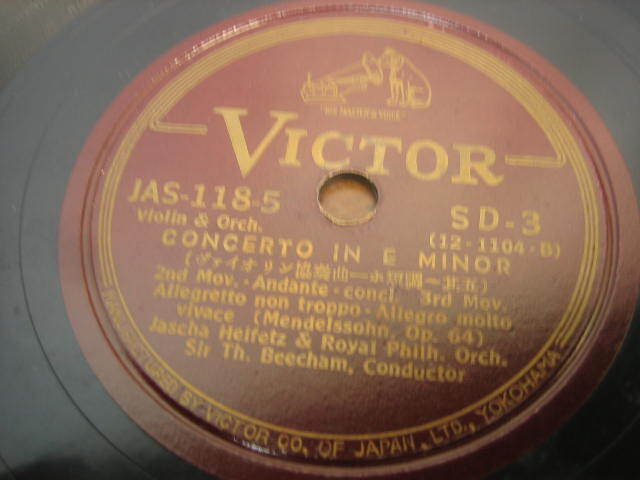 "HIS MASTER'S VOICE"
VICTOR
JAS-118-5
SD-3
Violin & Orch.
(12-1104-B)
CONCERTO IN E MINOR
(ヴァイオリン協奏曲—ホ短調—其五)
2nd Mov. - Andante - concl. 3rd Mov.
Allegretto non troppo - Allegro molto
vivace (Mendelssohn, Op. 64)
Jascha Heifetz & Royal Philh. Orch.
Sir Th. Beecham, Conductor
MANUFACTURED BY VICTOR CO. OF JAPAN, LTD., YOKOHAMA